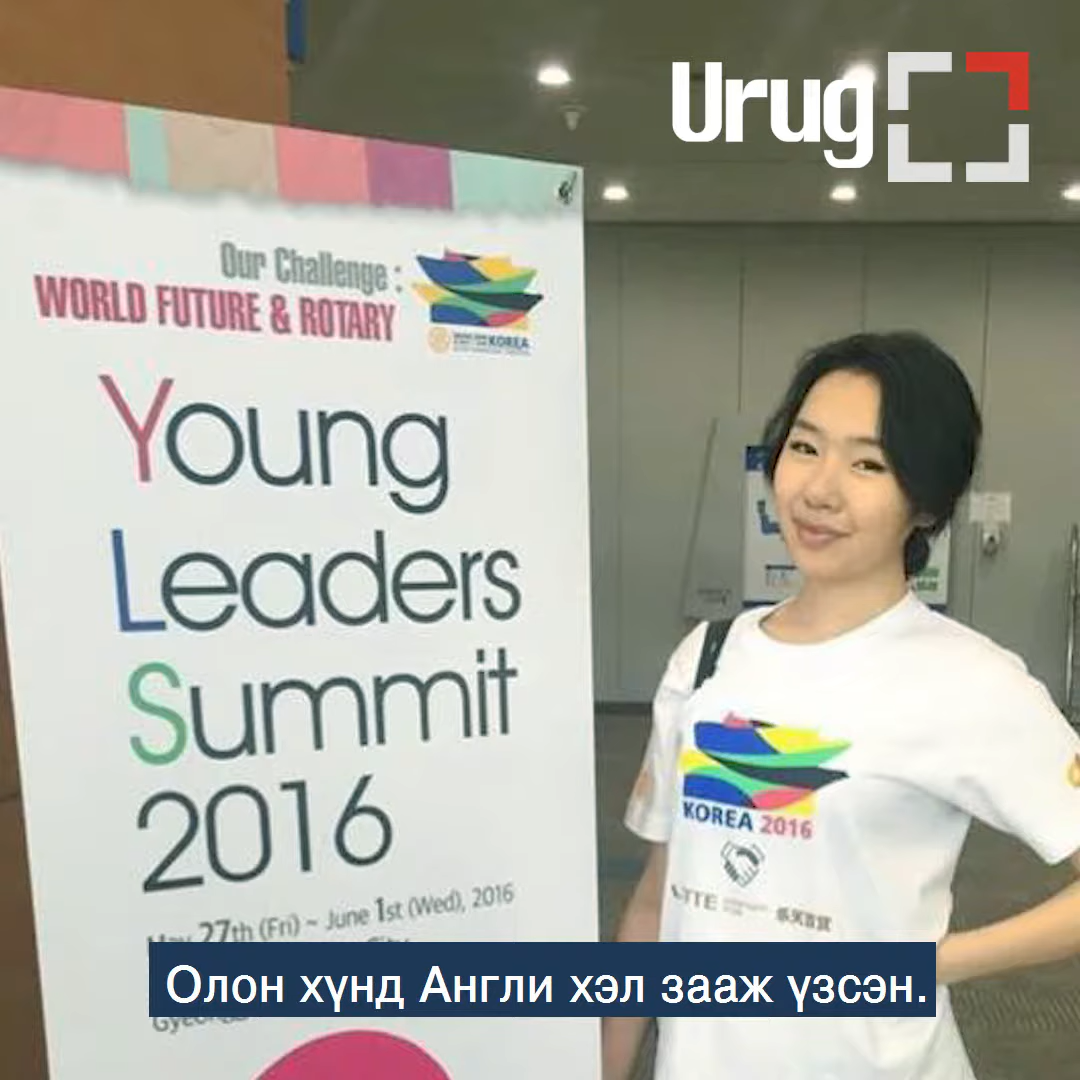 Urug
Our Challenge :
WORLD FUTURE & ROTARY
KOREA
Young
Leaders
Summit
2016
May 27th (Fri) ~ June 1st (Wed), 2016
KOREA 2016
Олон хүнд Англи хэл зааж үзсэн.